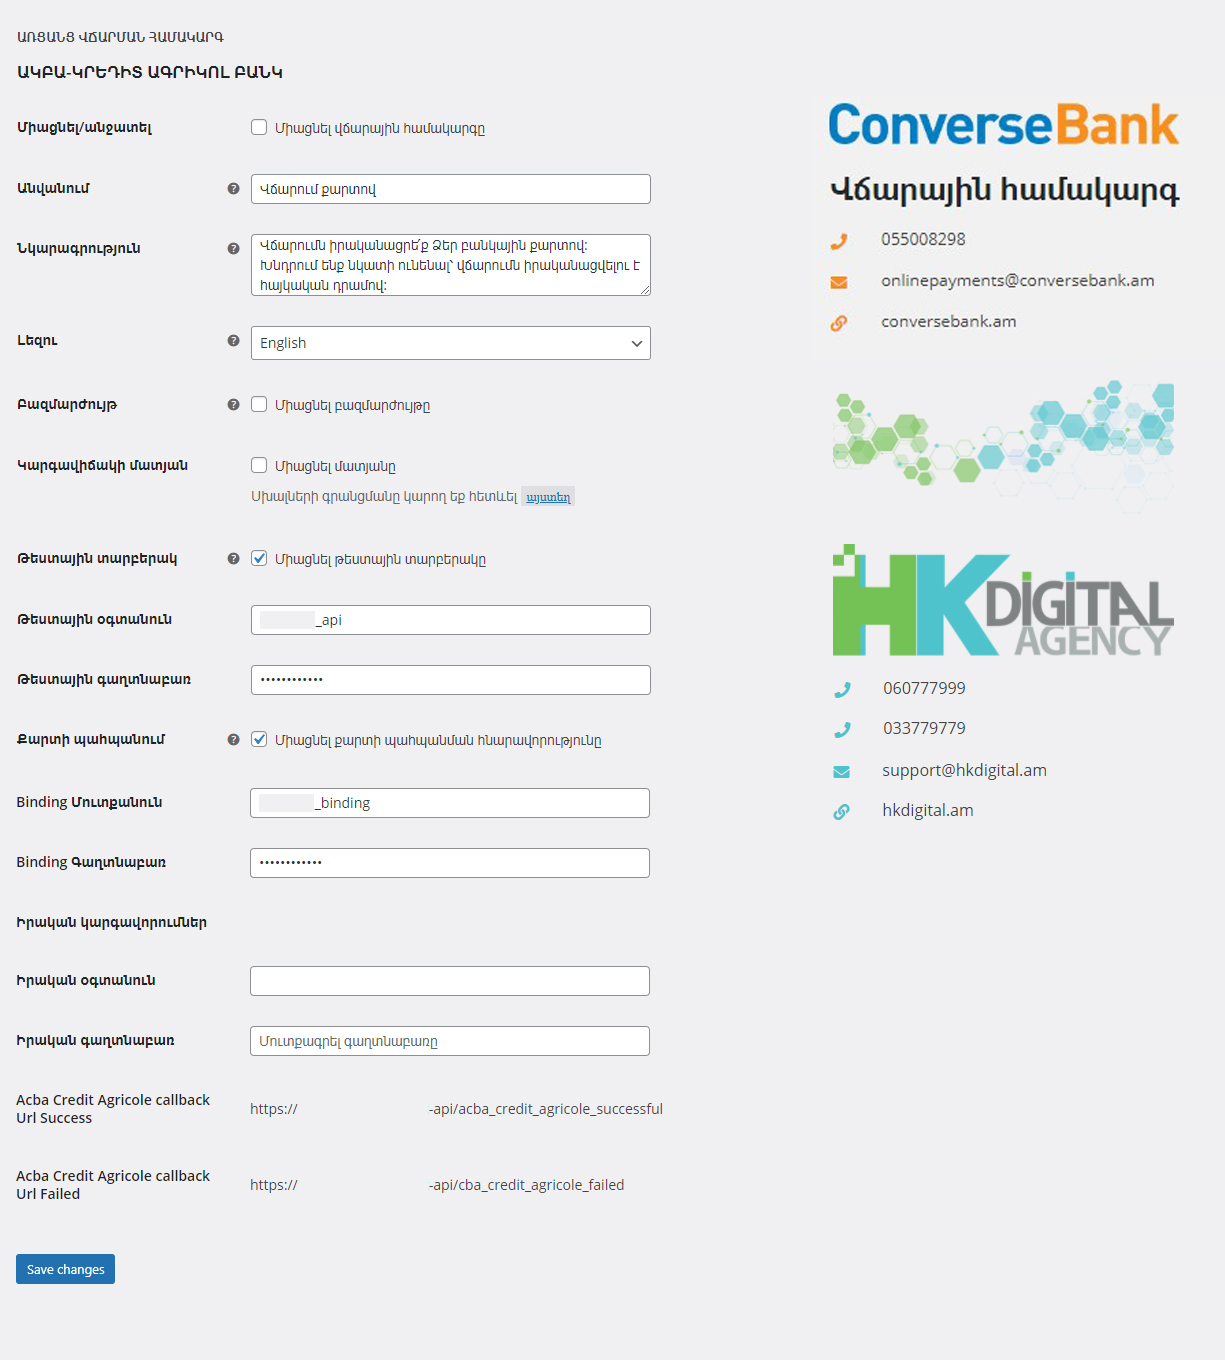 ԱՌՑԱՆՑ ՎՃԱՐՄԱՆ ՀԱՄԱԿԱՐԳ
ԱԿԲԱ-ԿՐԵԴԻՏ ԱԳՐԻԿՈԼ ԲԱՆԿ
Միացնել/անջատել
Միացնել վճարային համակարգը
Անվանում
Վճարում քարտով
Նկարագրություն
Վճարումն իրականացրե՛ք Ձեր բանկային քարտով:
Խնդրում ենք նկատի ունենալ՝ վճարումն իրականացվելու է
հայկական դրամով:
Լեզու
English
Բազմարժույթ
Միացնել բազմարժույթը
Կարգավիճակի մատյան
Միացնել մատյանը
Սխալների գրանցմանը կարող եք հետևել այստեղ
Թեստային տարբերակ
Միացնել թեստային տարբերակը
Թեստային օգտանուն
_api
Թեստային գաղտնաբառ
••••••••••••
Քարտի պահպանում
Միացնել քարտի պահպանման հնարավորությունը
Binding Մուտքանուն
_binding
Binding Գաղտնաբառ
••••••••••••
Իրական կարգավորումներ
Իրական օգտանուն
Իրական գաղտնաբառ
Մուտքագրել գաղտնաբառը
Acba Credit Agricole callback
Url Success
https:// -api/acba_credit_agricole_successful
Acba Credit Agricole callback
Url Failed
https:// -api/cba_credit_agricole_failed
Save changes
ConverseBank
Վճարային համակարգ
055008298
onlinepayments@conversebank.am
conversebank.am
HK DIGITAL
AGENCY
060777999
033779779
support@hkdigital.am
hkdigital.am